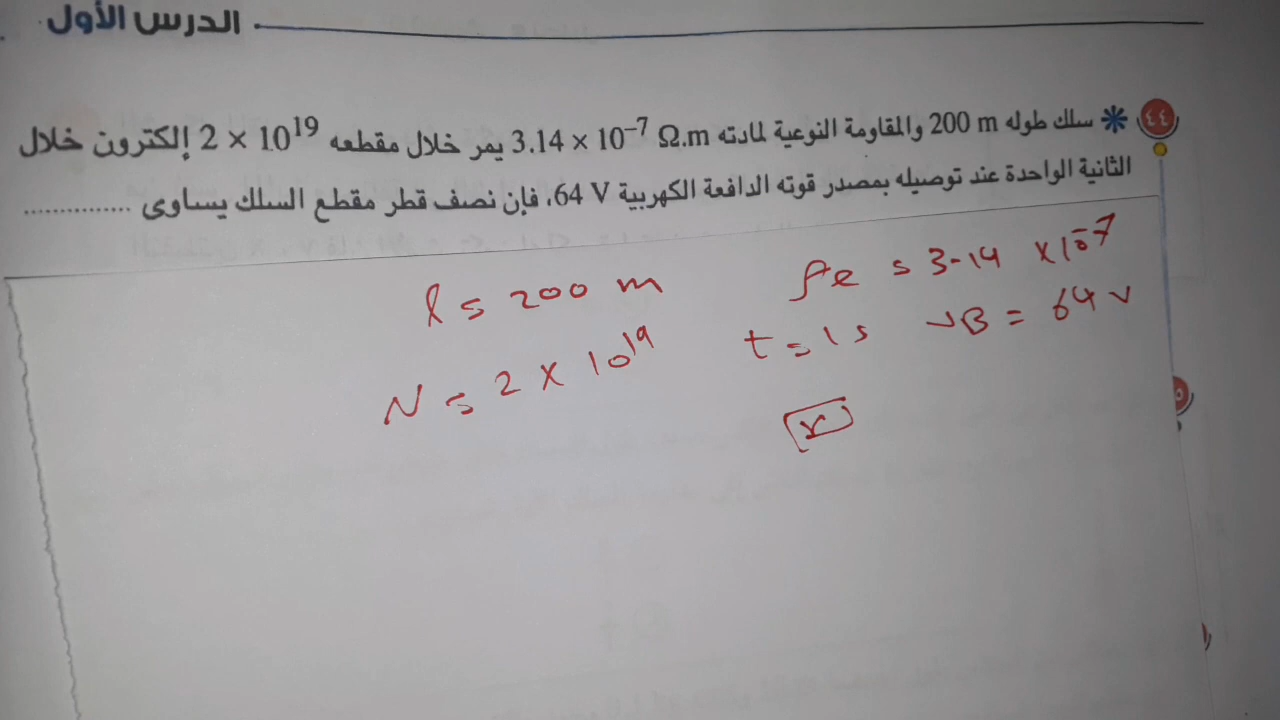 الدرس الأول
٤٤ * سلك طوله 200 m والمقاومة النوعية لمادته 3.14 × 10⁻⁷ Ω.m يمر خلال مقطعه 2 × 10¹⁹ إلكترون خلال
الثانية الواحدة عند توصيله بمصدر قوته الدافعة الكهربية 64 V، فإن نصف قطر مقطع السلك يساوى ...............
l = 200 m ρe = 3.14 × 10⁻⁷
N = 2 × 10¹⁹ t = 1 s VB = 64 V
r